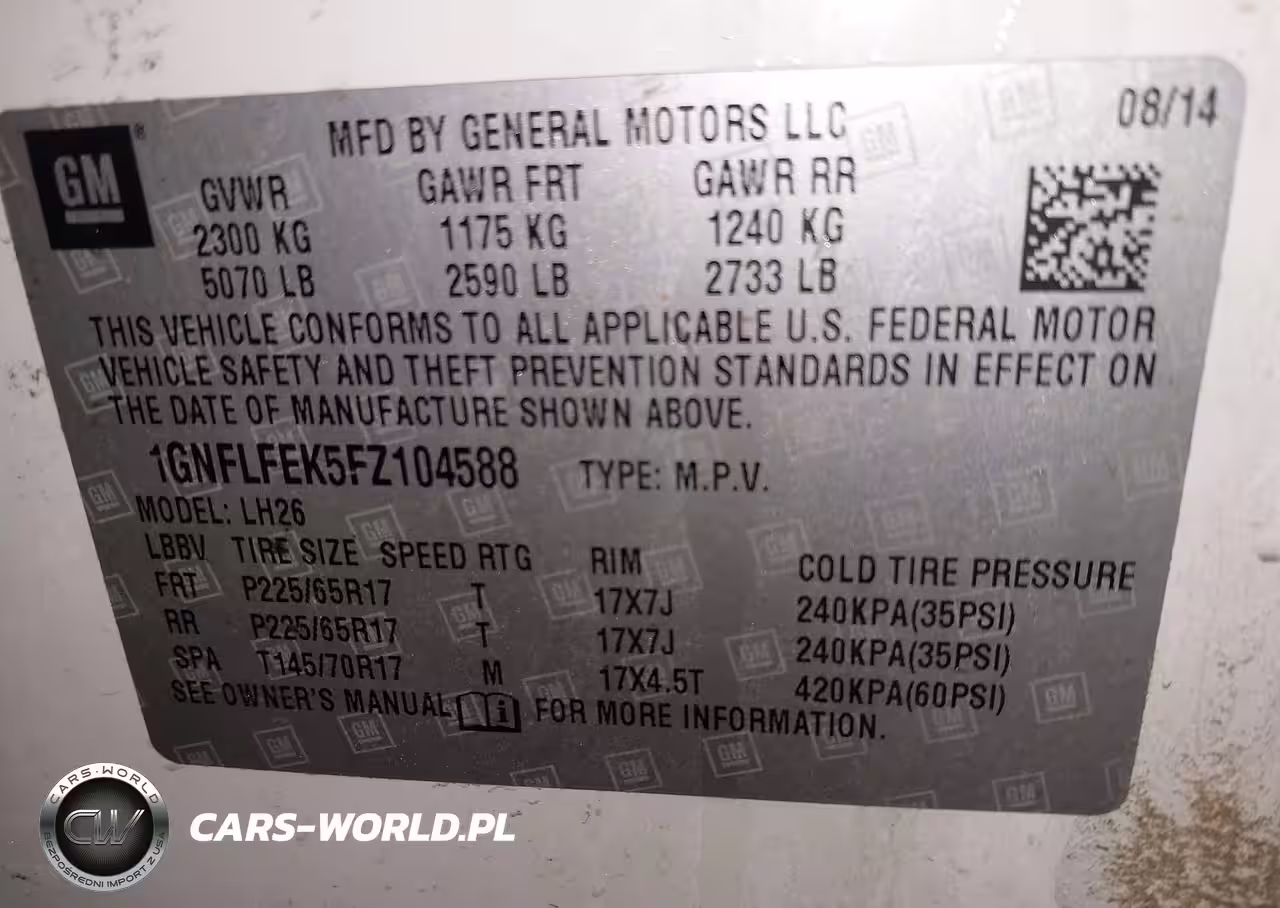 GM ®
MFD BY GENERAL MOTORS LLC
08/14
GVWR GAWR FRT GAWR RR
2300 KG 1175 KG 1240 KG
5070 LB 2590 LB 2733 LB
THIS VEHICLE CONFORMS TO ALL APPLICABLE U.S. FEDERAL MOTOR
VEHICLE SAFETY AND THEFT PREVENTION STANDARDS IN EFFECT ON
THE DATE OF MANUFACTURE SHOWN ABOVE.
1GNFLFEK5FZ104588 TYPE: M.P.V.
MODEL: LH26
LBBV TIRE SIZE SPEED RTG RIM COLD TIRE PRESSURE
FRT P225/65R17 T 17X7J 240KPA(35PSI)
RR P225/65R17 T 17X7J 240KPA(35PSI)
SPA T145/70R17 M 17X4.5T 420KPA(60PSI)
SEE OWNER'S MANUAL i FOR MORE INFORMATION.
CARS-WORLD
CW
BEZPOŚREDNI IMPORT Z USA
CARS-WORLD.PL